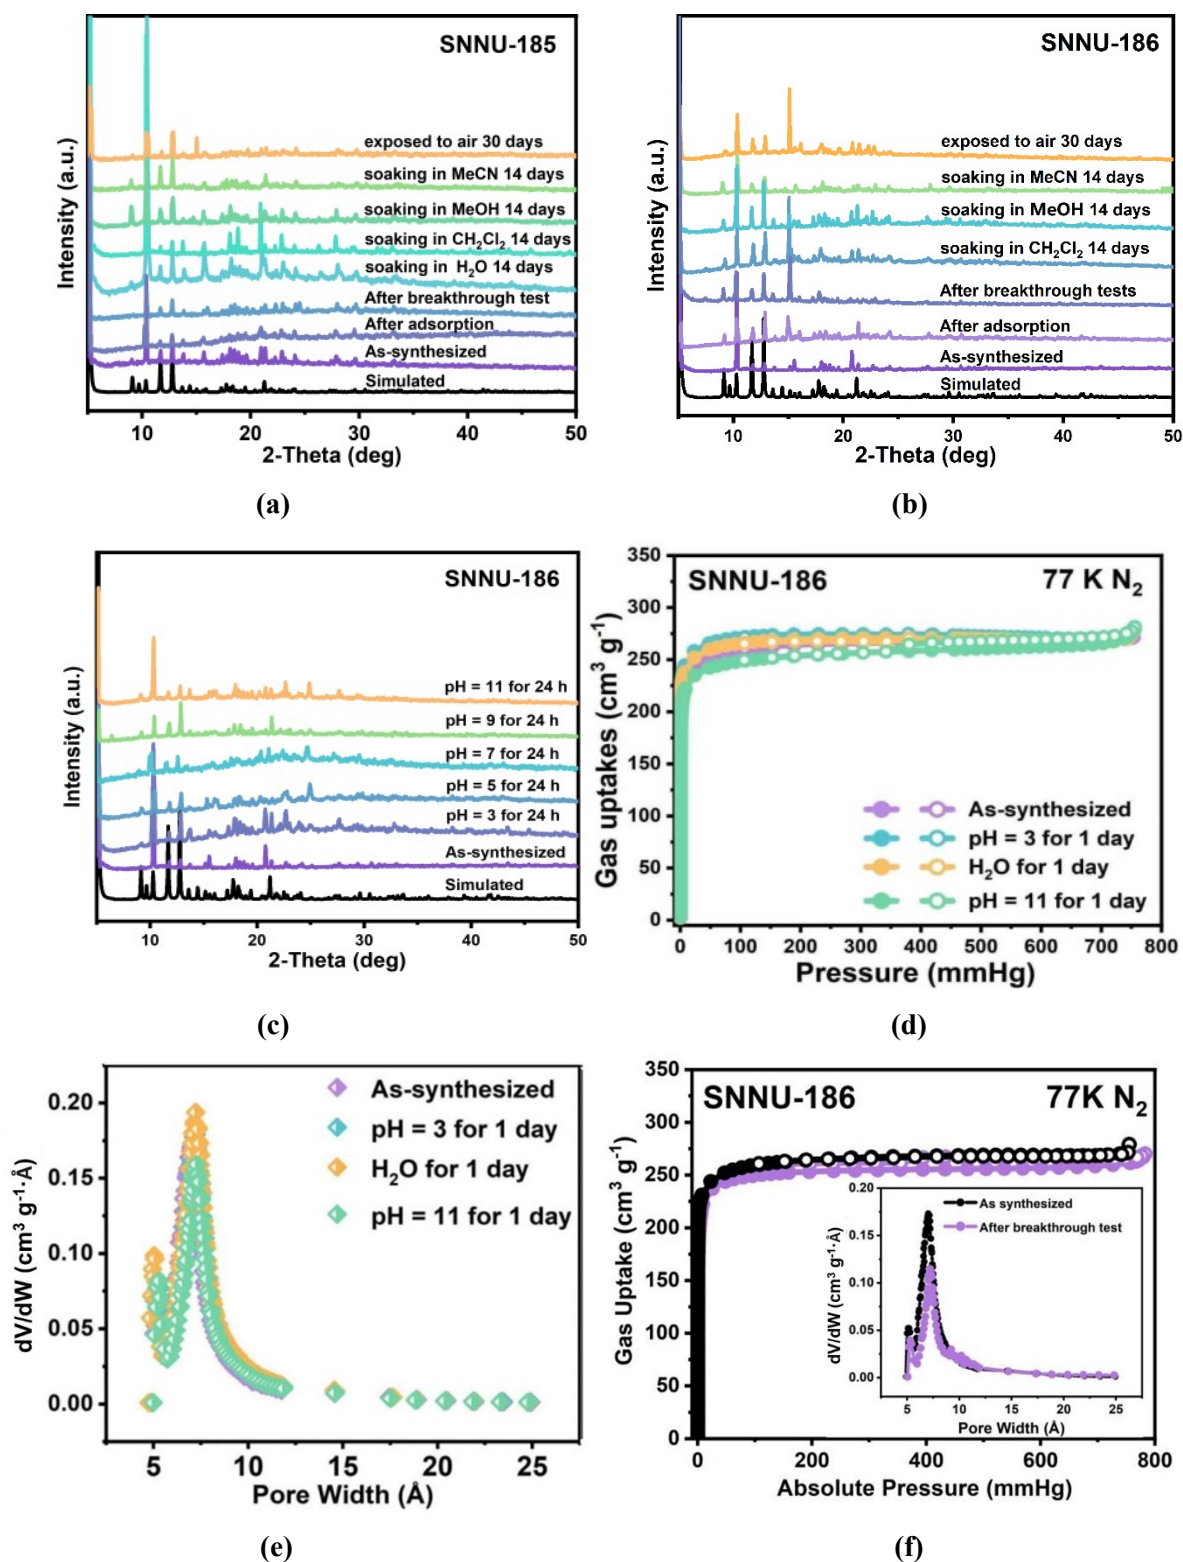 SNNU-185
exposed to air 30 days
soaking in MeCN 14 days
soaking in MeOH 14 days
soaking in CH₂Cl₂ 14 days
soaking in H₂O 14 days
After breakthrough test
After adsorption
As-synthesized
Simulated
Intensity (a.u.)
10 20 30 40 50
2-Theta (deg)
(a)
SNNU-186
exposed to air 30 days
soaking in MeCN 14 days
soaking in MeOH 14 days
soaking in CH₂Cl₂ 14 days
After breakthrough tests
After adsorption
As-synthesized
Simulated
Intensity (a.u.)
10 20 30 40 50
2-Theta (deg)
(b)
SNNU-186
pH = 11 for 24 h
pH = 9 for 24 h
pH = 7 for 24 h
pH = 5 for 24 h
pH = 3 for 24 h
As-synthesized
Simulated
Intensity (a.u.)
10 20 30 40 50
2-Theta (deg)
(c)
SNNU-186 77 K N₂
350
300
250
200
150
100
50
0
Gas uptakes (cm³ g⁻¹)
As-synthesized
pH = 3 for 1 day
H₂O for 1 day
pH = 11 for 1 day
0 100 200 300 400 500 600 700 800
Pressure (mmHg)
(d)
As-synthesized
pH = 3 for 1 day
H₂O for 1 day
pH = 11 for 1 day
0.20
0.15
0.10
0.05
0.00
dV/dW (cm³ g⁻¹·Å)
5 10 15 20 25
Pore Width (Å)
(e)
SNNU-186 77K N₂
350
300
250
200
150
100
50
0
Gas Uptake (cm³ g⁻¹)
As synthesized
After breakthrough test
0.20
0.15
0.10
0.05
0.00
dV/dW (cm³ g⁻¹·Å)
5 10 15 20 25
Pore Width (Å)
0 200 400 600 800
Absolute Pressure (mmHg)
(f)